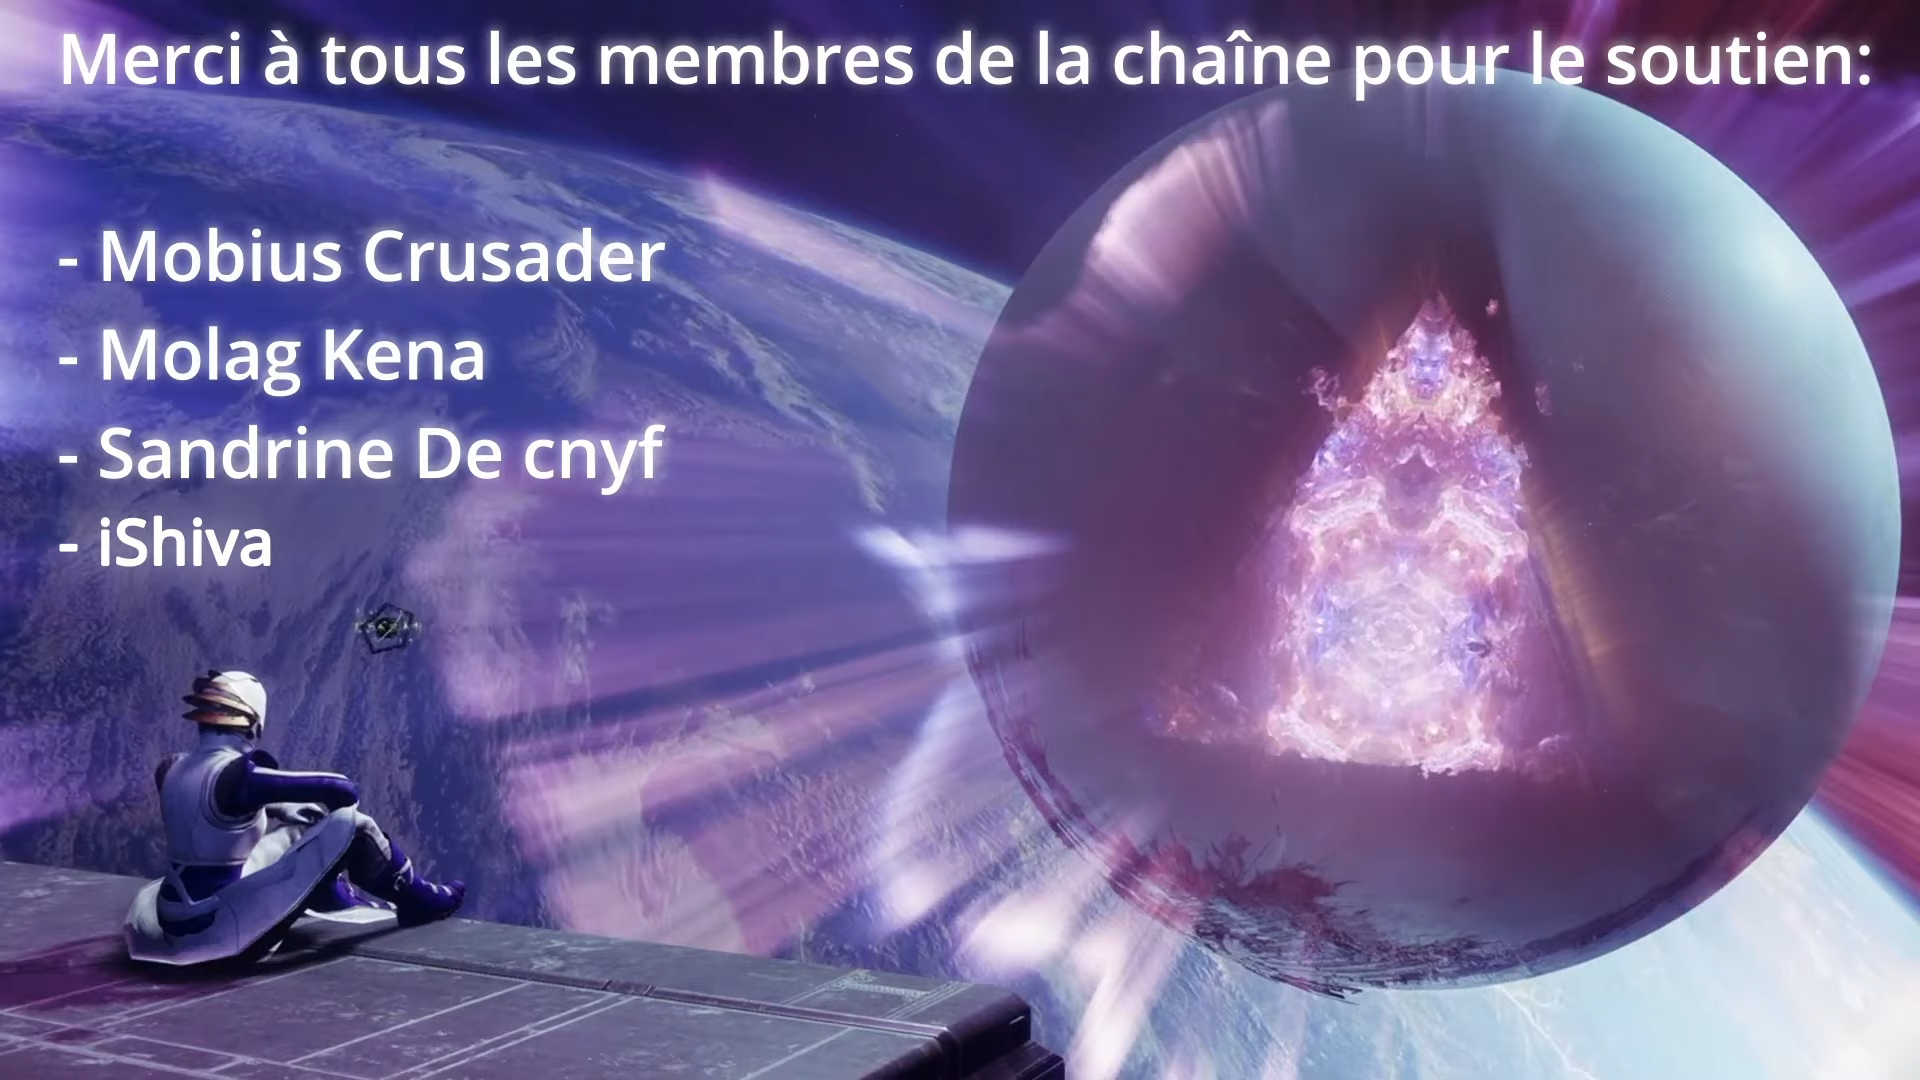 Merci à tous les membres de la chaîne pour le soutien:
- Mobius Crusader
- Molag Kena
- Sandrine De cnyf
- iShiva